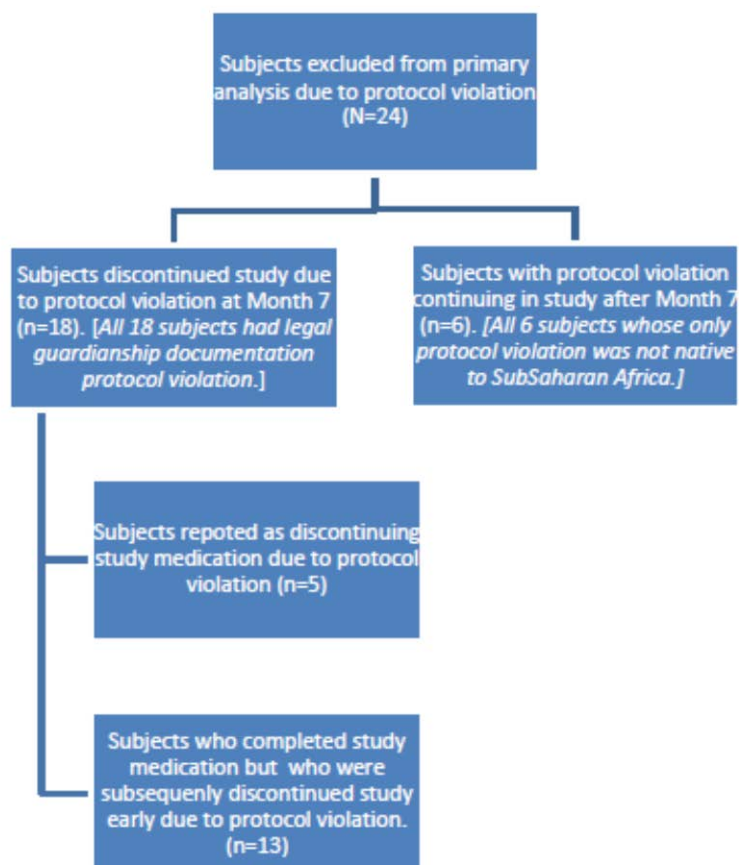 Subjects excluded from primary
analysis due to protocol violation
(N=24)
Subjects discontinued study due
to protocol violation at Month 7
(n=18). [All 18 subjects had legal
guardianship documentation
protocol violation.]
Subjects with protocol violation
continuing in study after Month 7
(n=6). [All 6 subjects whose only
protocol violation was not native
to SubSaharan Africa.]
Subjects repoted as discontinuing
study medication due to protocol
violation (n=5)
Subjects who completed study
medication but who were
subsequenly discontinued study
early due to protocol violation.
(n=13)